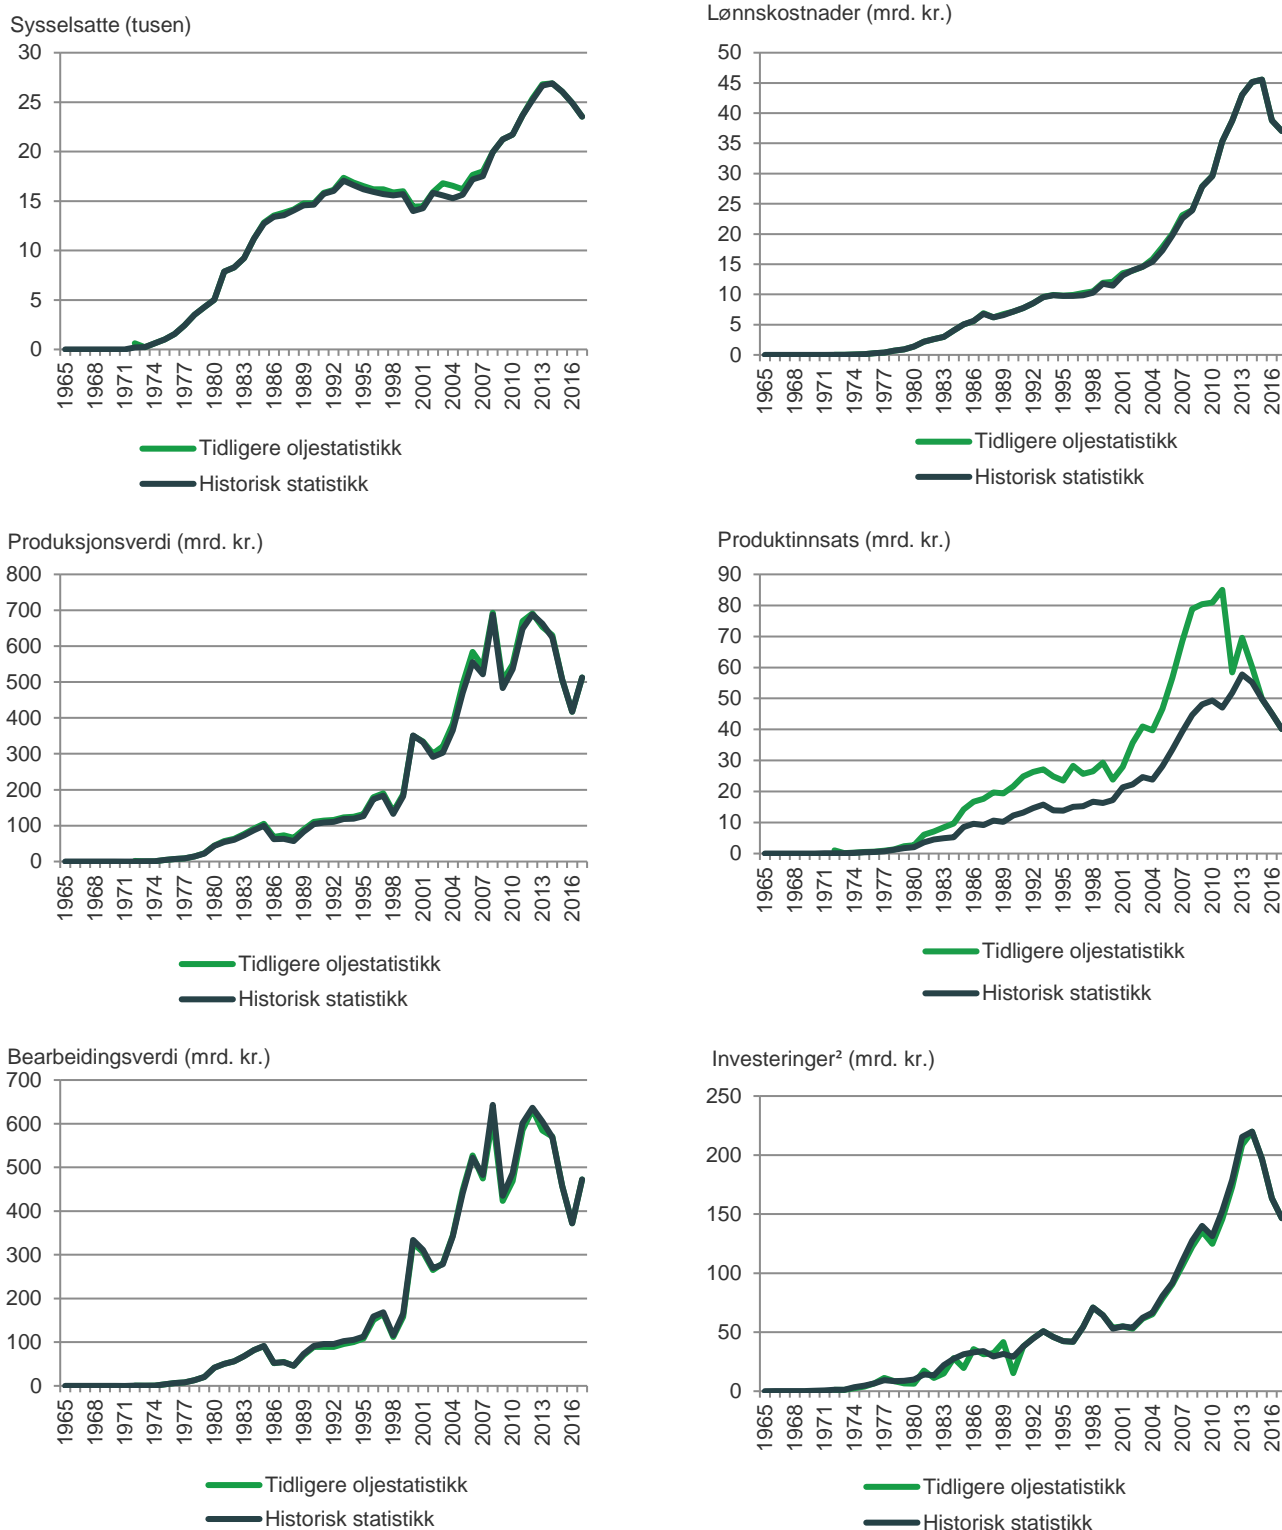 Sysselsatte (tusen)
30
25
20
15
10
5
0
1965 1968 1971 1974 1977 1980 1983 1986 1989 1992 1995 1998 2001 2004 2007 2010 2013 2016
Tidligere oljestatistikk
Historisk statistikk
Lønnskostnader (mrd. kr.)
50
45
40
35
30
25
20
15
10
5
0
1965 1968 1971 1974 1977 1980 1983 1986 1989 1992 1995 1998 2001 2004 2007 2010 2013 2016
Tidligere oljestatistikk
Historisk statistikk
Produksjonsverdi (mrd. kr.)
800
700
600
500
400
300
200
100
0
1965 1968 1971 1974 1977 1980 1983 1986 1989 1992 1995 1998 2001 2004 2007 2010 2013 2016
Tidligere oljestatistikk
Historisk statistikk
Produktinnsats (mrd. kr.)
90
80
70
60
50
40
30
20
10
0
1965 1968 1971 1974 1977 1980 1983 1986 1989 1992 1995 1998 2001 2004 2007 2010 2013 2016
Tidligere oljestatistikk
Historisk statistikk
Bearbeidingsverdi (mrd. kr.)
700
600
500
400
300
200
100
0
1965 1968 1971 1974 1977 1980 1983 1986 1989 1992 1995 1998 2001 2004 2007 2010 2013 2016
Tidligere oljestatistikk
Historisk statistikk
Investeringer² (mrd. kr.)
250
200
150
100
50
0
1965 1968 1971 1974 1977 1980 1983 1986 1989 1992 1995 1998 2001 2004 2007 2010 2013 2016
Tidligere oljestatistikk
Historisk statistikk